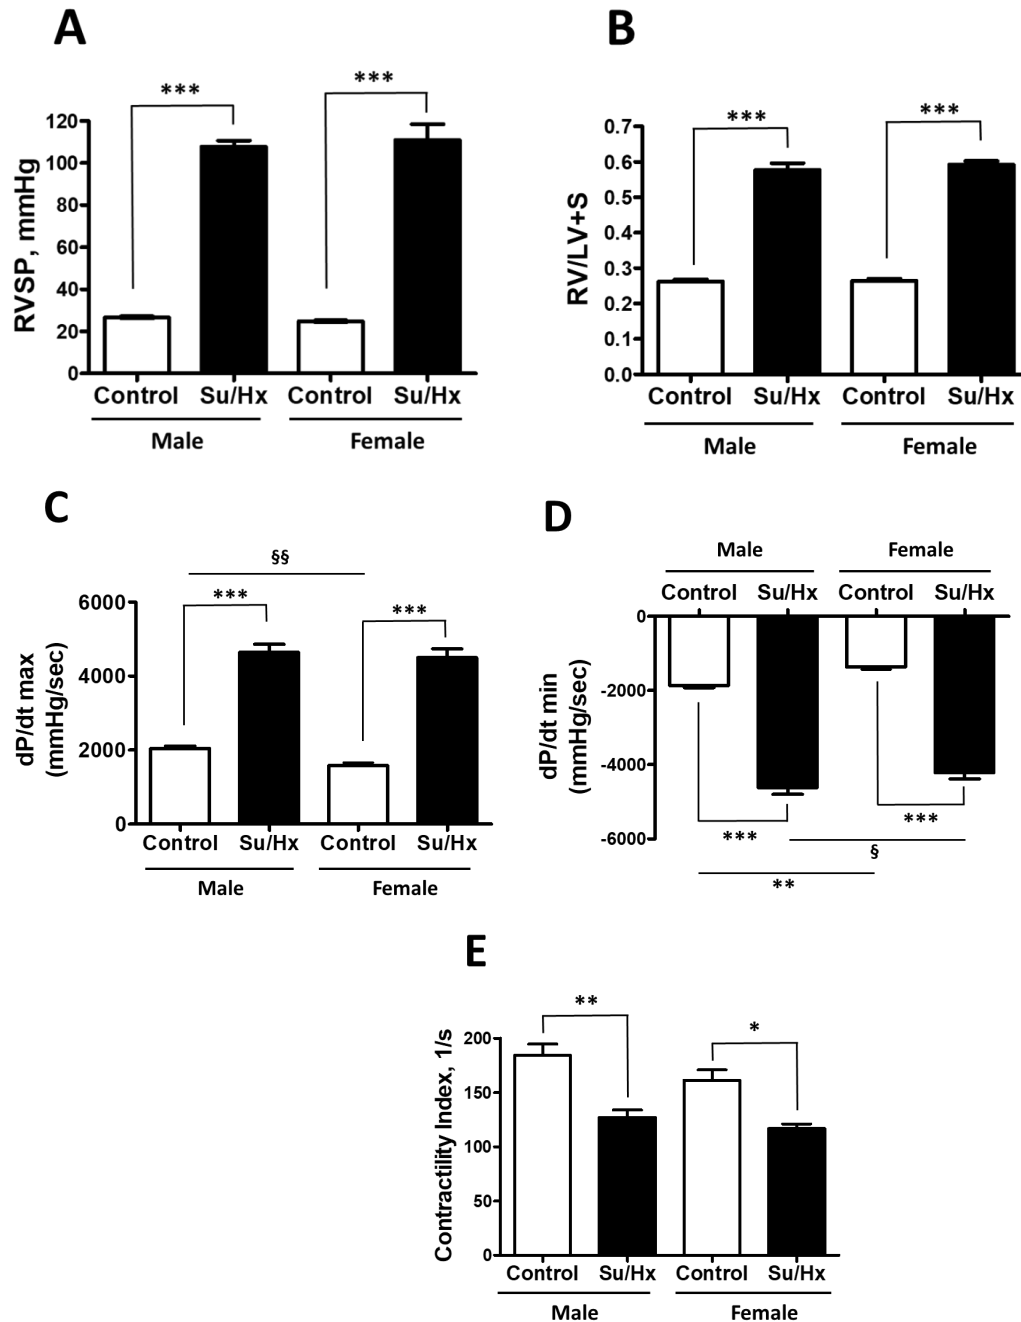 A
***
***
RVSP, mmHg
120
100
80
60
40
20
0
Control Su/Hx Control Su/Hx
Male Female
B
***
***
RV/LV+S
0.7
0.6
0.5
0.4
0.3
0.2
0.1
0.0
Control Su/Hx Control Su/Hx
Male Female
C
§§
***
***
dP/dt max
(mmHg/sec)
6000
4000
2000
0
Control Su/Hx Control Su/Hx
Male Female
D
Male Female
Control Su/Hx Control Su/Hx
dP/dt min
(mmHg/sec)
0
-2000
-4000
-6000
***
***
§
**
E
**
*
Contractility Index, 1/s
200
150
100
50
0
Control Su/Hx Control Su/Hx
Male Female